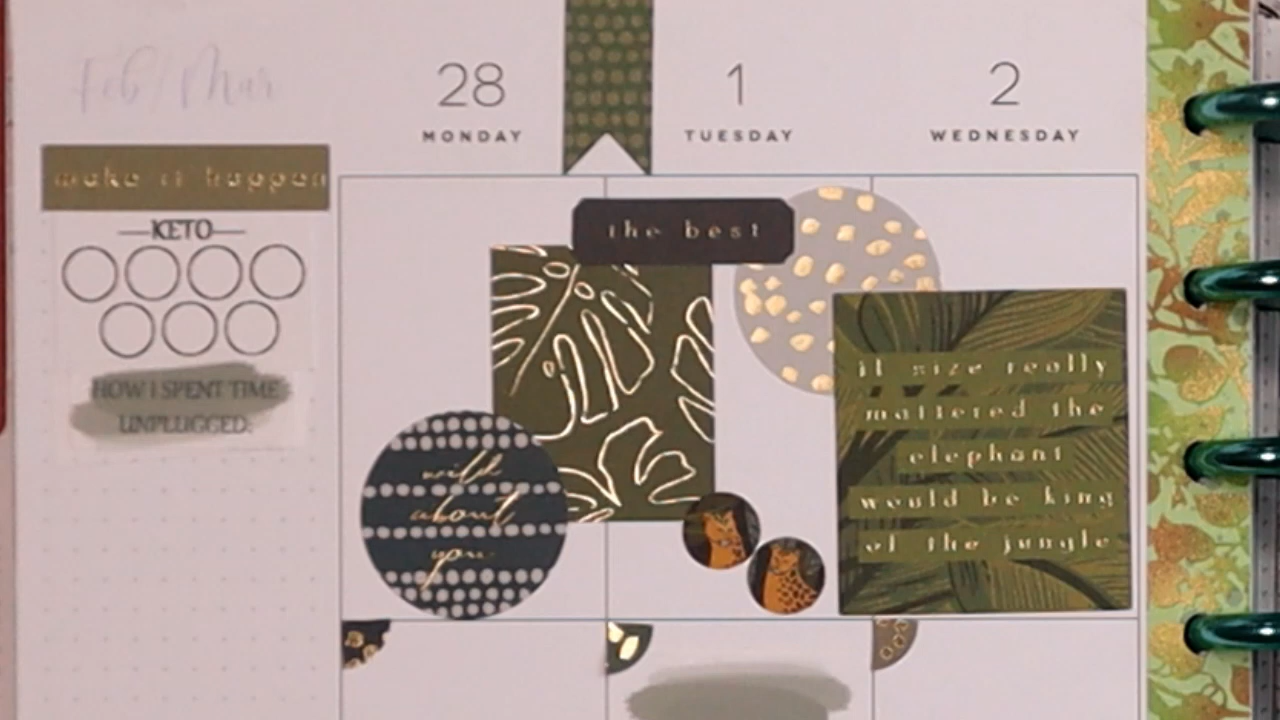 Feb/Mar
28
MONDAY
1
TUESDAY
2
WEDNESDAY
make it happen
KETO
HOW I SPENT TIME
UNPLUGGED:
the best
wild
about
you
if size really
mattered the
elephant
would be king
of the jungle